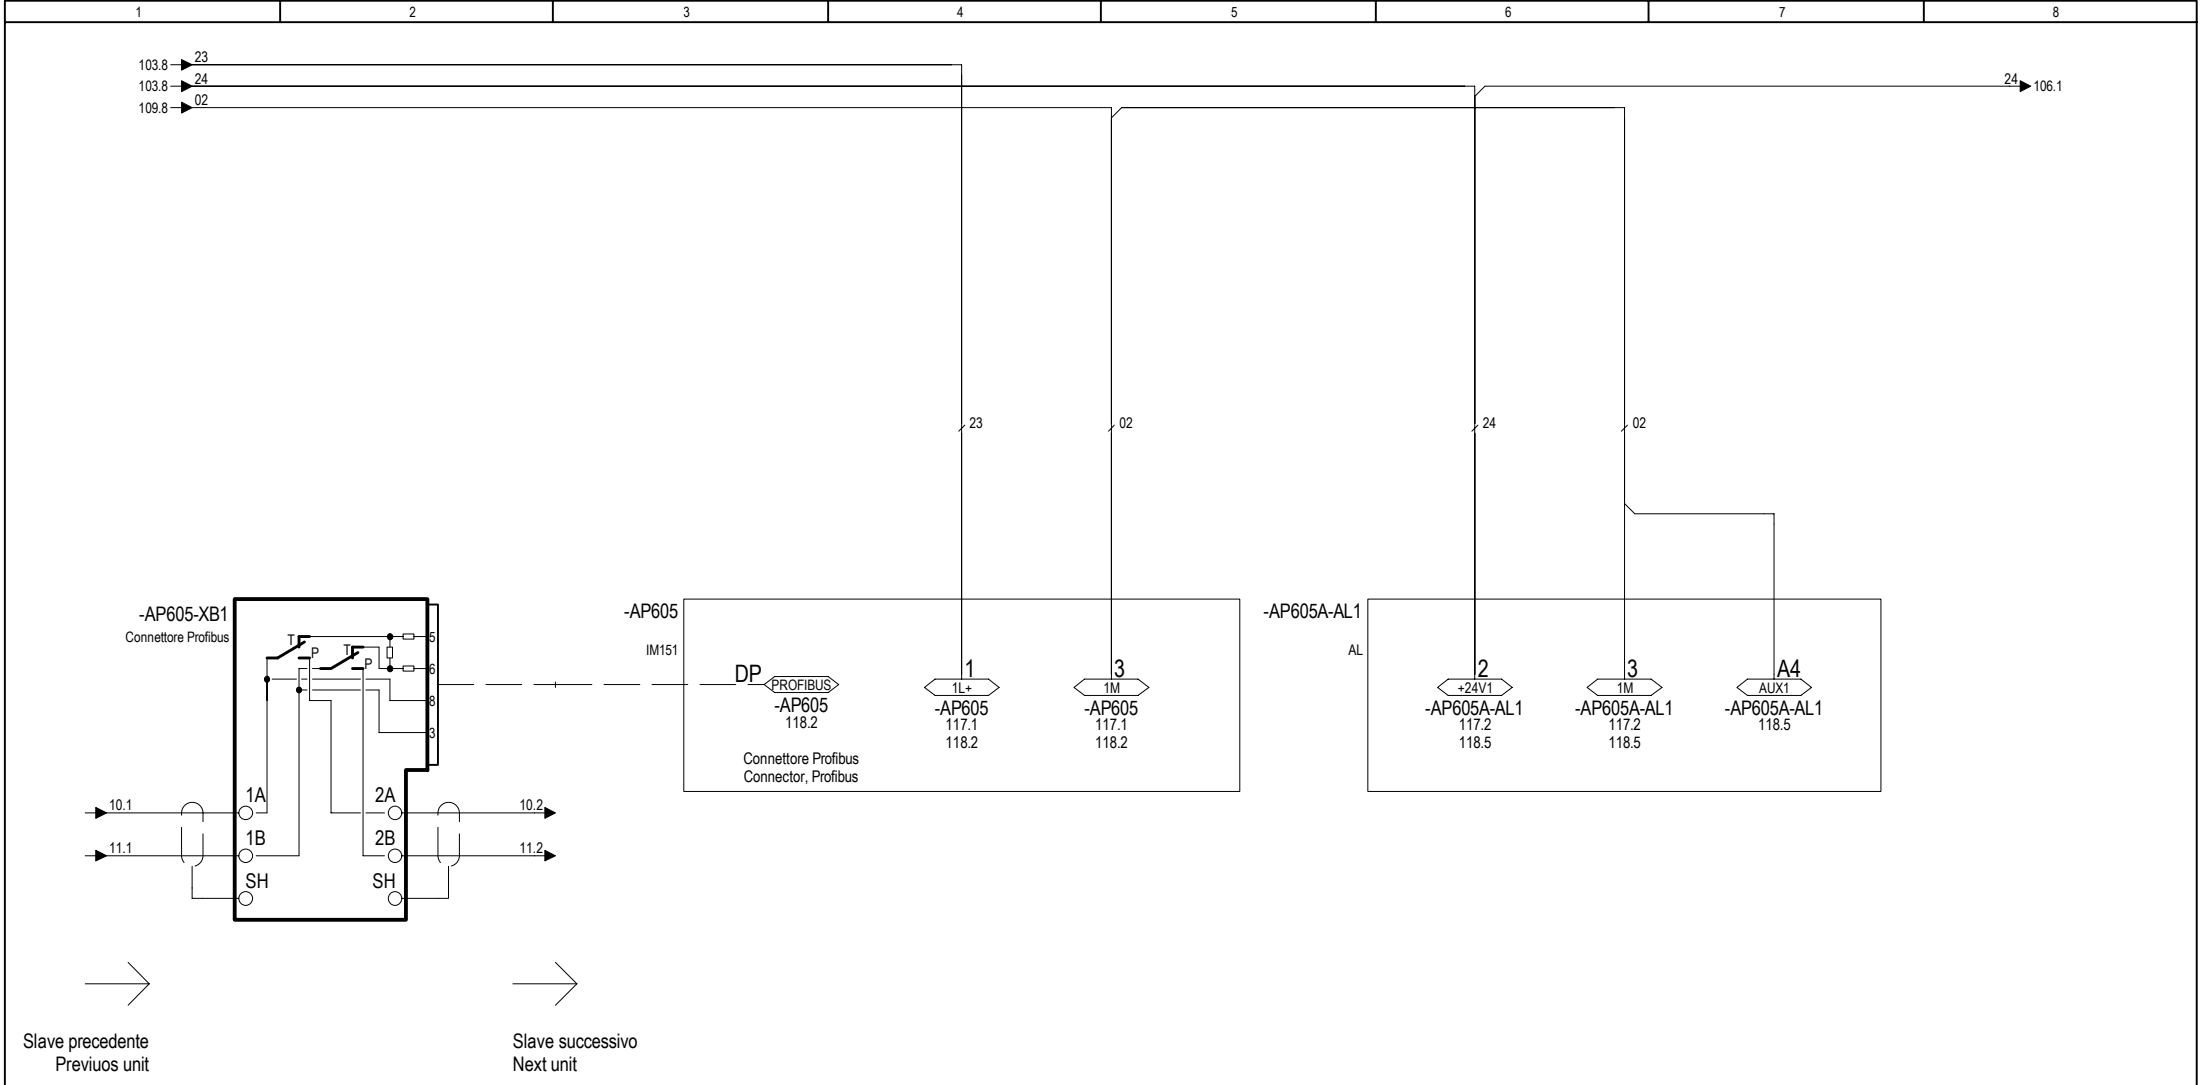 1 2 3 4 5 6 7 8
103.8 23
103.8 24 24 106.1
109.8 02
23 02 24 02
-AP605-XB1
Connettore Profibus
T P T P
5
6
8
3
1A 2A
10.1 10.2
1B 2B
11.1 11.2
SH SH
-AP605
IM151
DP PROFIBUS
-AP605
118.2
Connettore Profibus
Connector, Profibus
1
1L+
-AP605
117.1
118.2
3
1M
-AP605
117.1
118.2
-AP605A-AL1
AL
2
+24V1
-AP605A-AL1
117.2
118.5
3
1M
-AP605A-AL1
117.2
118.5
A4
AUX1
-AP605A-AL1
118.5
Slave precedente
Previuos unit
Slave successivo
Next unit